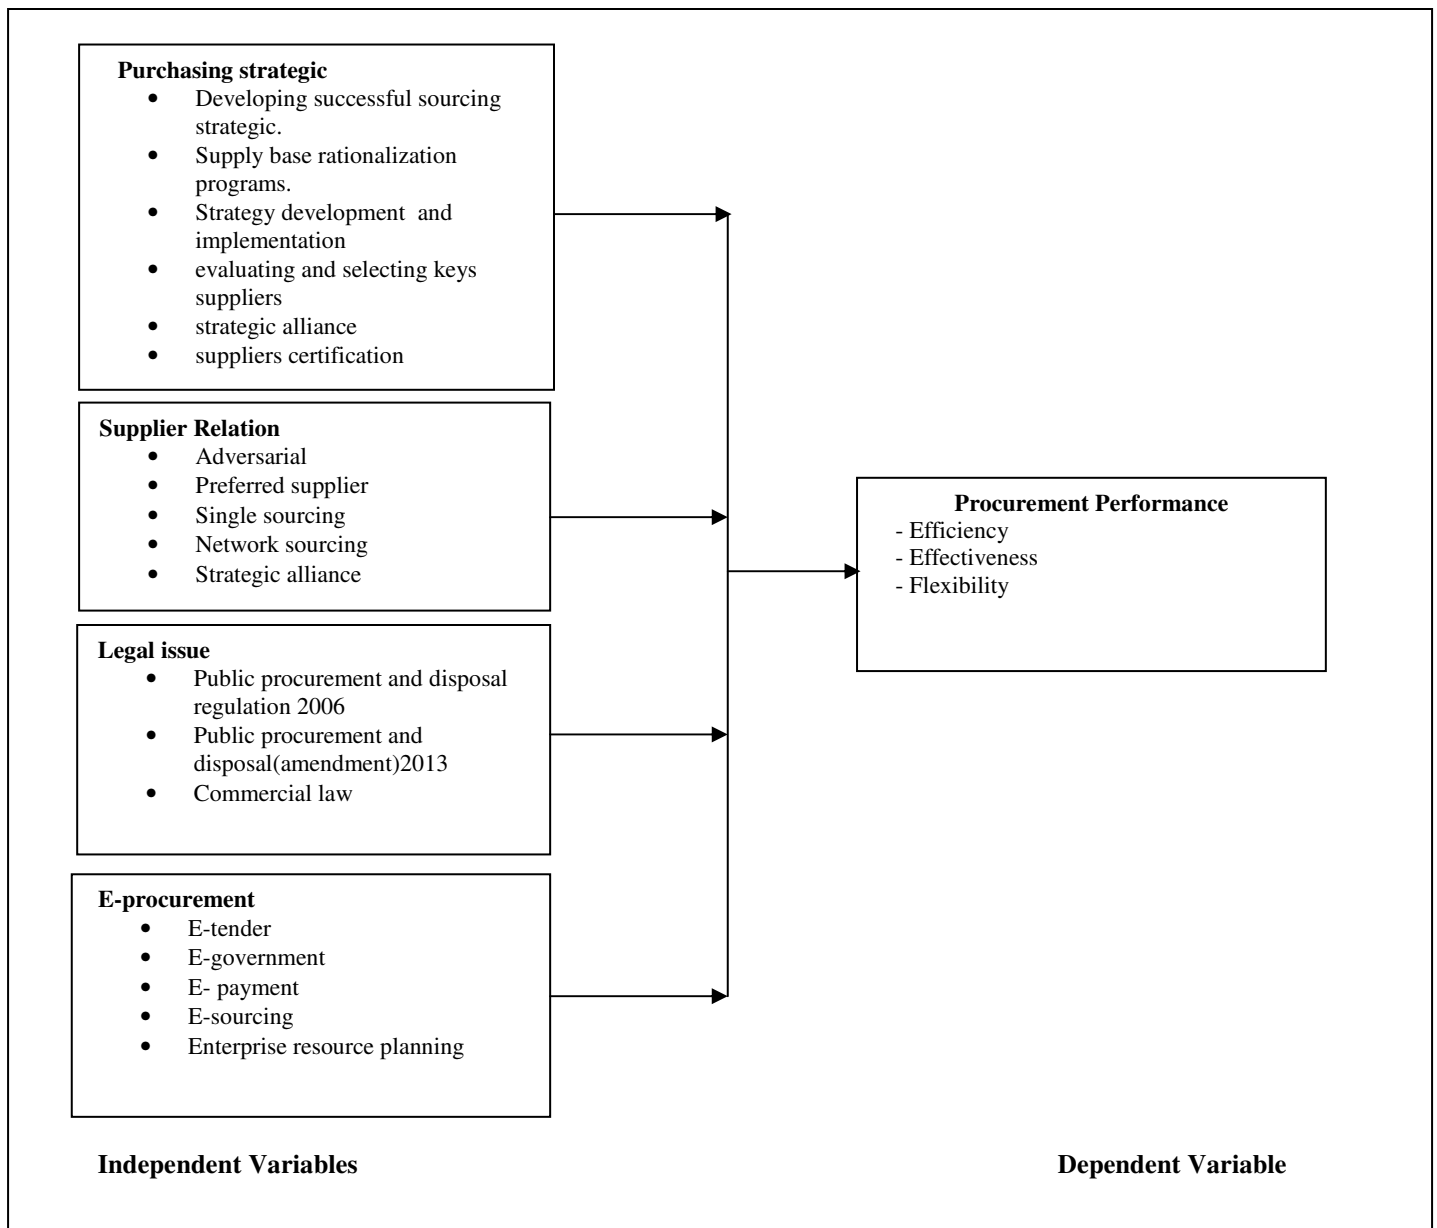 Purchasing strategic
• Developing successful sourcing
strategic.
• Supply base rationalization
programs.
• Strategy development and
implementation
• evaluating and selecting keys
suppliers
• strategic alliance
• suppliers certification
Supplier Relation
• Adversarial
• Preferred supplier
• Single sourcing
• Network sourcing
• Strategic alliance
Legal issue
• Public procurement and disposal
regulation 2006
• Public procurement and
disposal(amendment)2013
• Commercial law
E-procurement
• E-tender
• E-government
• E- payment
• E-sourcing
• Enterprise resource planning
Procurement Performance
- Efficiency
- Effectiveness
- Flexibility
Independent Variables
Dependent Variable